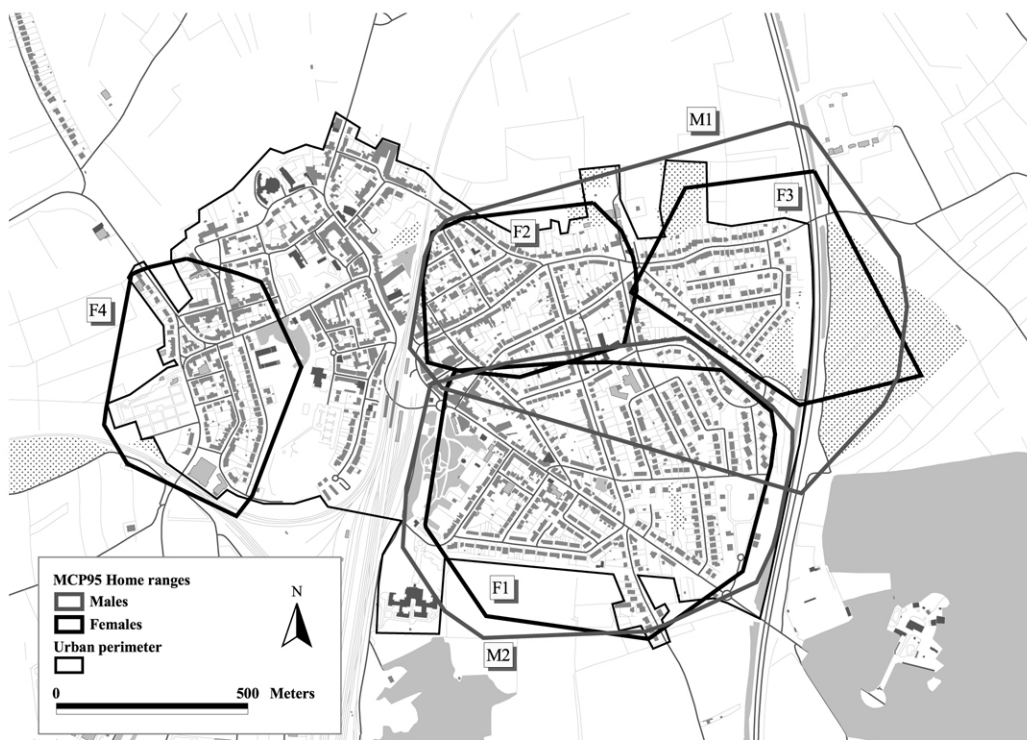 M1
F3
F2
F4
F1
M2
MCP95 Home ranges
Males
Females
Urban perimeter
N
0 500 Meters